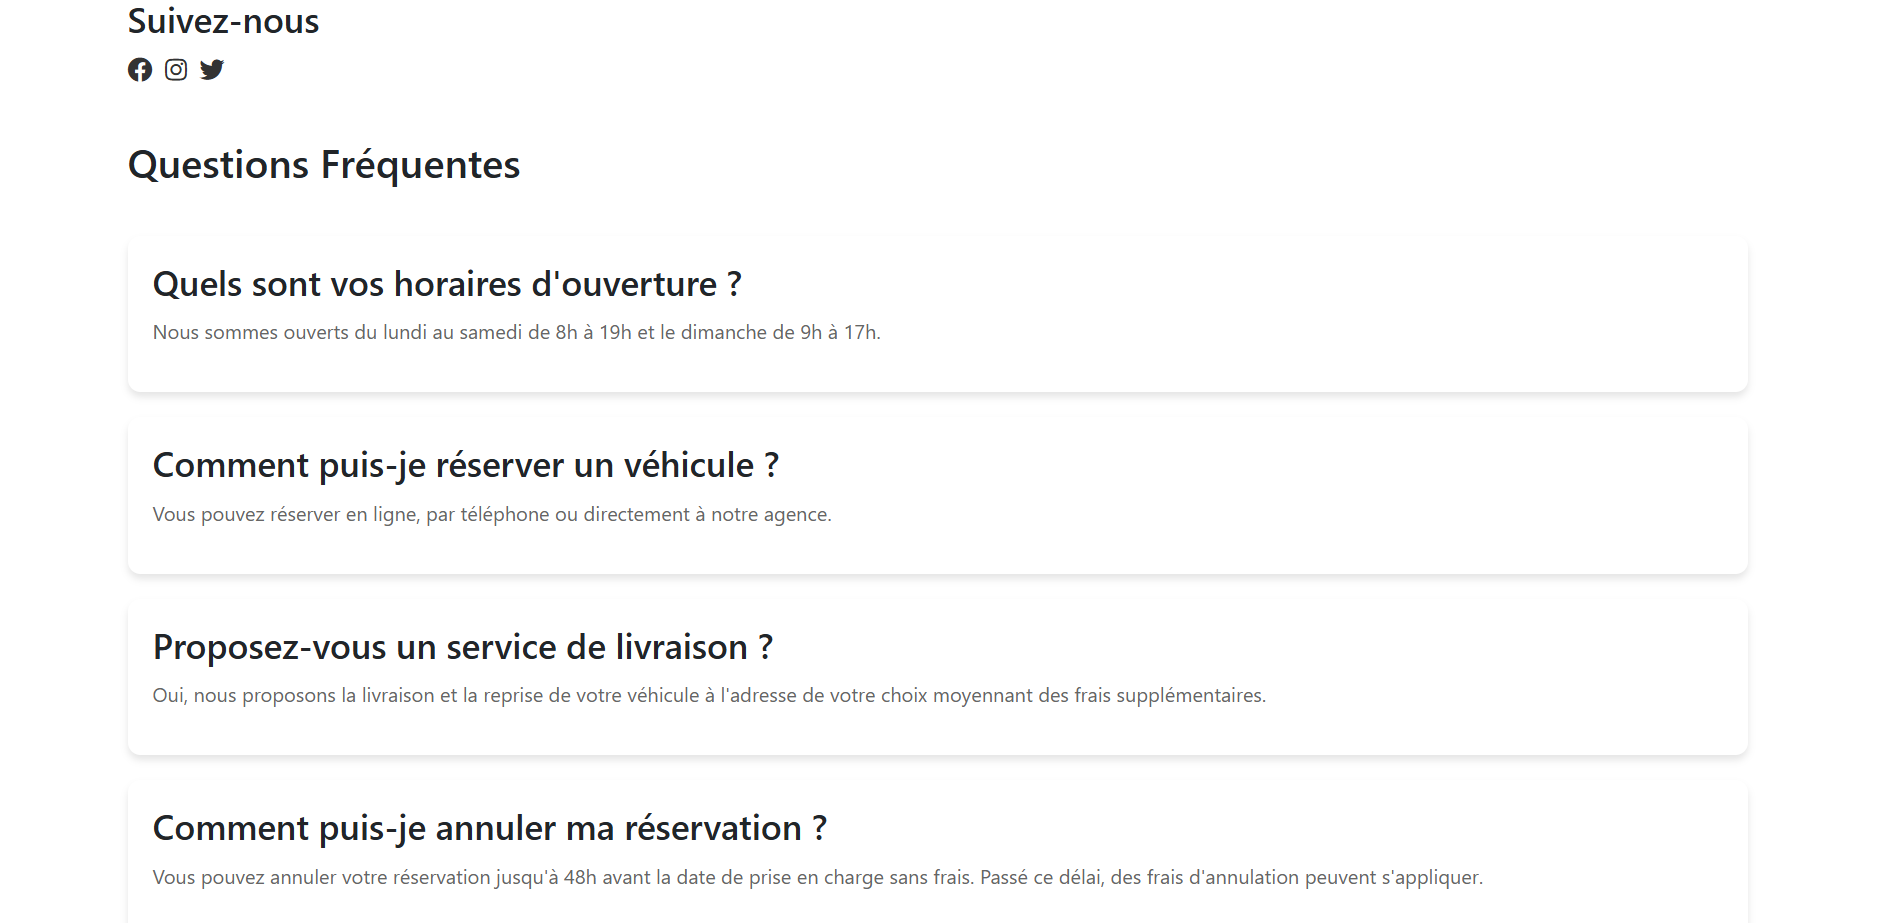 Suivez-nous
Questions Fréquentes
Quels sont vos horaires d'ouverture ?
Nous sommes ouverts du lundi au samedi de 8h à 19h et le dimanche de 9h à 17h.
Comment puis-je réserver un véhicule ?
Vous pouvez réserver en ligne, par téléphone ou directement à notre agence.
Proposez-vous un service de livraison ?
Oui, nous proposons la livraison et la reprise de votre véhicule à l'adresse de votre choix moyennant des frais supplémentaires.
Comment puis-je annuler ma réservation ?
Vous pouvez annuler votre réservation jusqu'à 48h avant la date de prise en charge sans frais. Passé ce délai, des frais d'annulation peuvent s'appliquer.